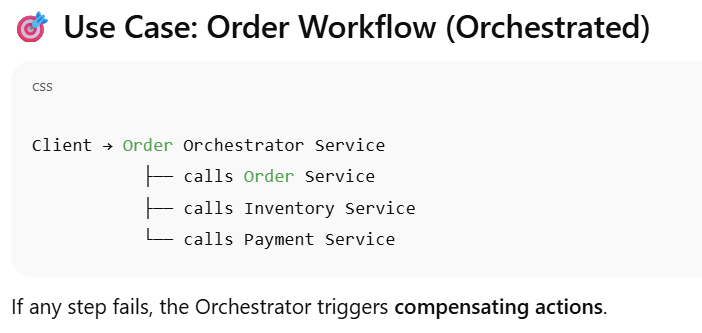 🎯 Use Case: Order Workflow (Orchestrated)
css
Client → Order Orchestrator Service
├── calls Order Service
├── calls Inventory Service
└── calls Payment Service
If any step fails, the Orchestrator triggers compensating actions.